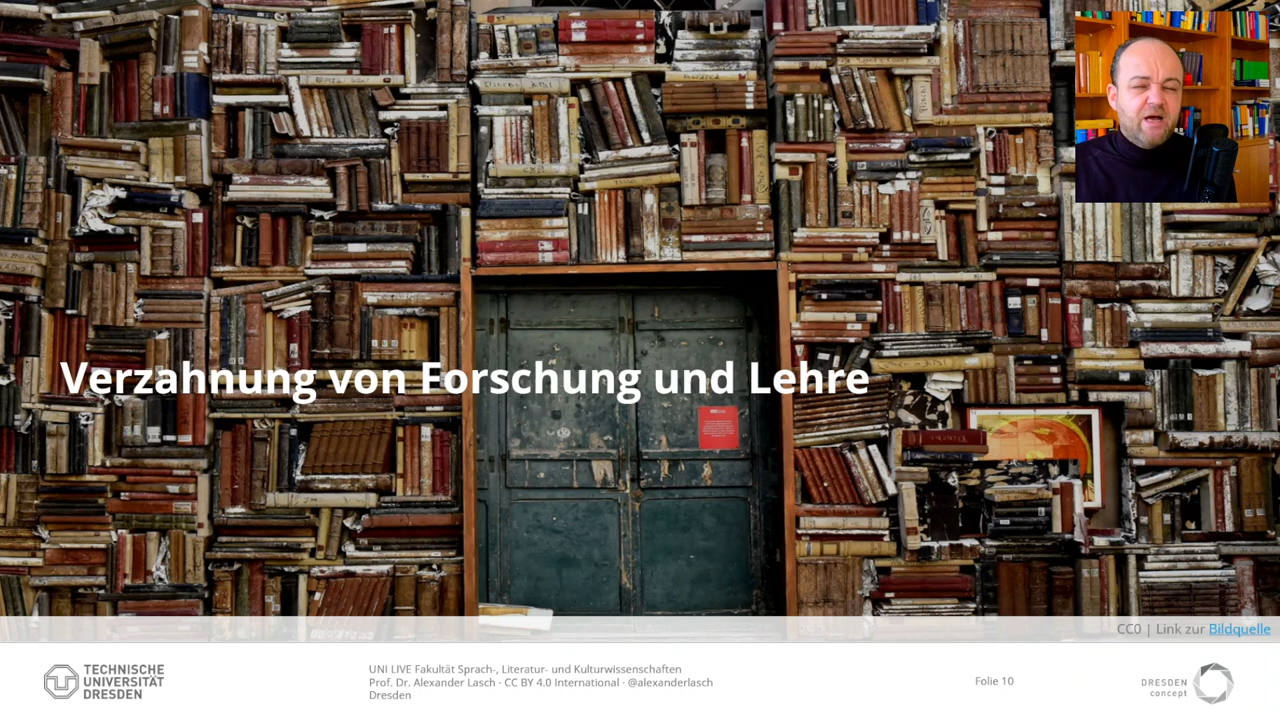 Verzahnung von Forschung und Lehre
CC0 | Link zur Bildquelle
TECHNISCHE
UNIVERSITÄT
DRESDEN
UNI LIVE Fakultät Sprach-, Literatur- und Kulturwissenschaften
Prof. Dr. Alexander Lasch · CC BY 4.0 International · @alexanderlasch
Dresden
Folie 10
DRESDEN
concept